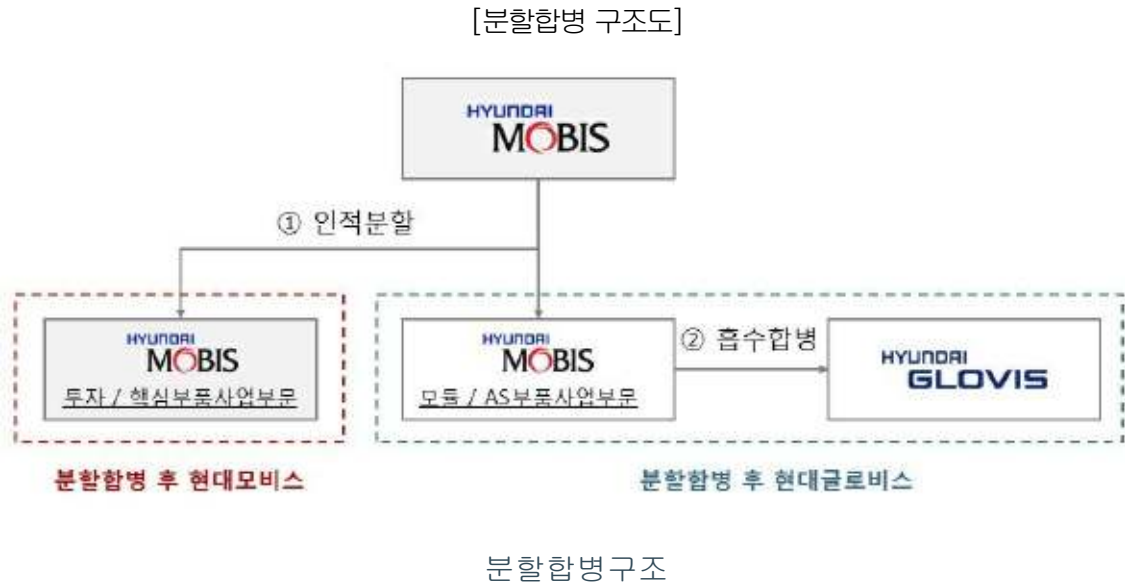 [분할합병 구조도]
HYUNDAI
MOBIS
① 인적분할
HYUNDAI
MOBIS
투자 / 핵심부품사업부문
HYUNDAI
MOBIS
모듈 / AS부품사업부문
② 흡수합병
HYUNDAI
GLOVIS
분할합병 후 현대모비스
분할합병 후 현대글로비스
분할합병구조